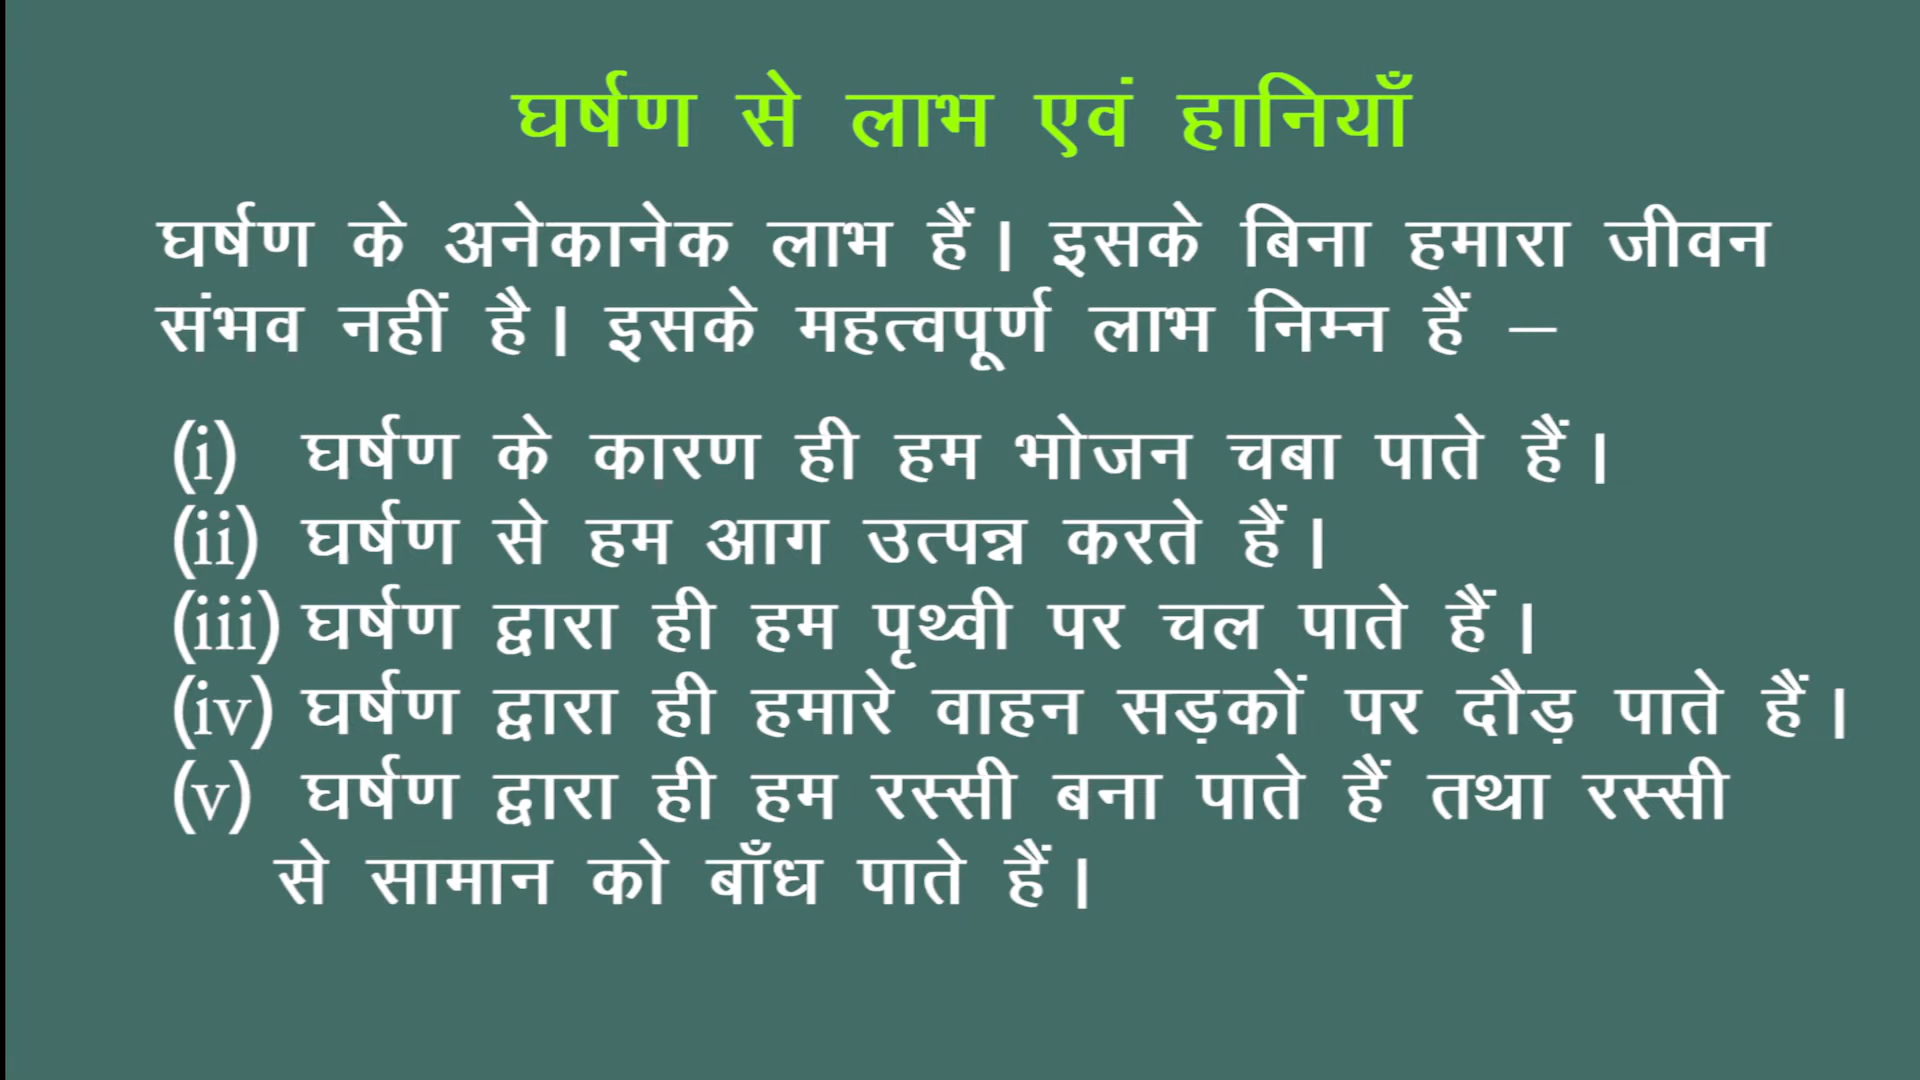 घर्षण से लाभ एवं हानियाँ
घर्षण के अनेकानेक लाभ हैं। इसके बिना हमारा जीवन
संभव नहीं है। इसके महत्वपूर्ण लाभ निम्न हैं –
(i) घर्षण के कारण ही हम भोजन चबा पाते हैं।
(ii) घर्षण से हम आग उत्पन्न करते हैं।
(iii) घर्षण द्वारा ही हम पृथ्वी पर चल पाते हैं।
(iv) घर्षण द्वारा ही हमारे वाहन सड़कों पर दौड़ पाते हैं।
(v) घर्षण द्वारा ही हम रस्सी बना पाते हैं तथा रस्सी
से सामान को बाँध पाते हैं।